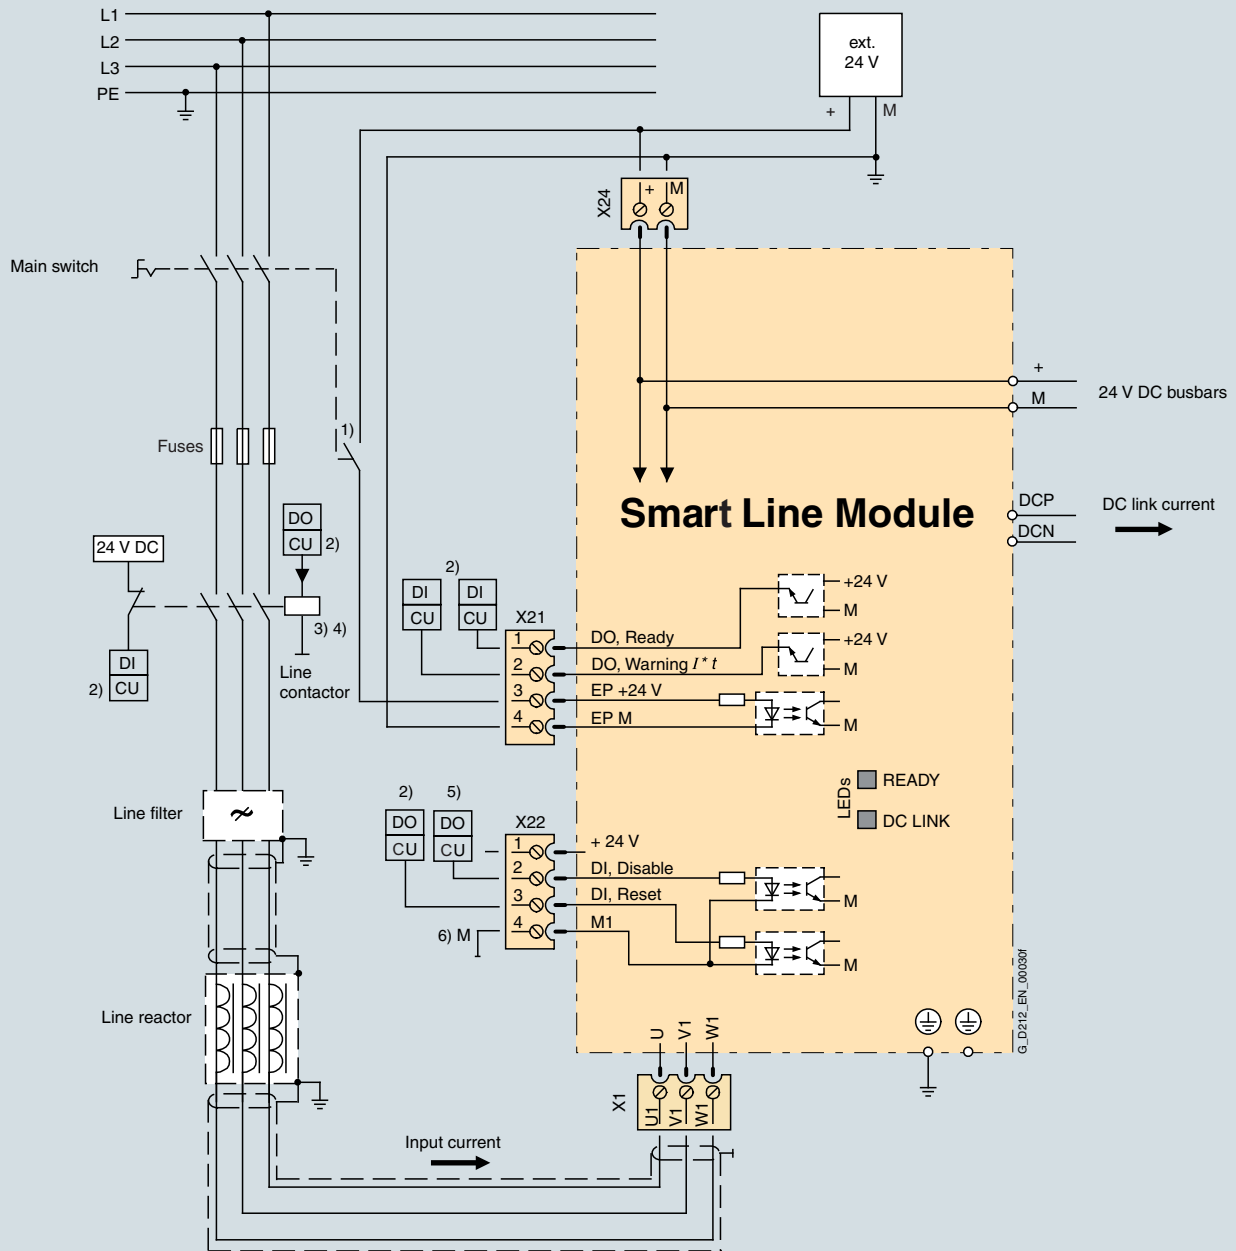 L1
L2
L3
PE
ext.
24 V
+
M
X24
+ M
Main switch
+
M
24 V DC busbars
1)
Fuses
Smart Line Module
DCP
DCN
DC link current
DO
CU
2)
24 V DC
3) 4)
Line
contactor
DI
CU
2)
2)
DI
CU
DI
CU
X21
1
2
3
4
DO, Ready
DO, Warning I * t
EP +24 V
EP M
+24 V
M
+24 V
M
M
LEDs
READY
DC LINK
Line filter
2)
5)
DO
CU
DO
CU
X22
1
2
3
4
6) M
+ 24 V
DI, Disable
DI, Reset
M1
M
M
Line reactor
G_D212_EN_00030f
U
V1
W1
X1
U1
V1
W1
Input current